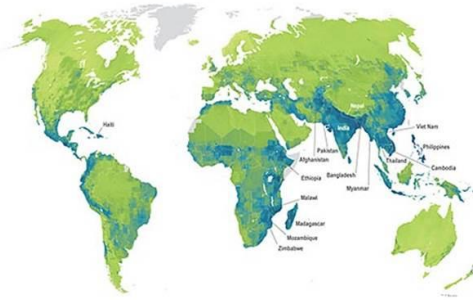 Haiti
Nepal
India
Pakistan
Afghanistan
Ethiopia
Bangladesh
Myanmar
Viet Nam
Philippines
Thailand
Cambodia
Malawi
Madagascar
Mozambique
Zimbabwe